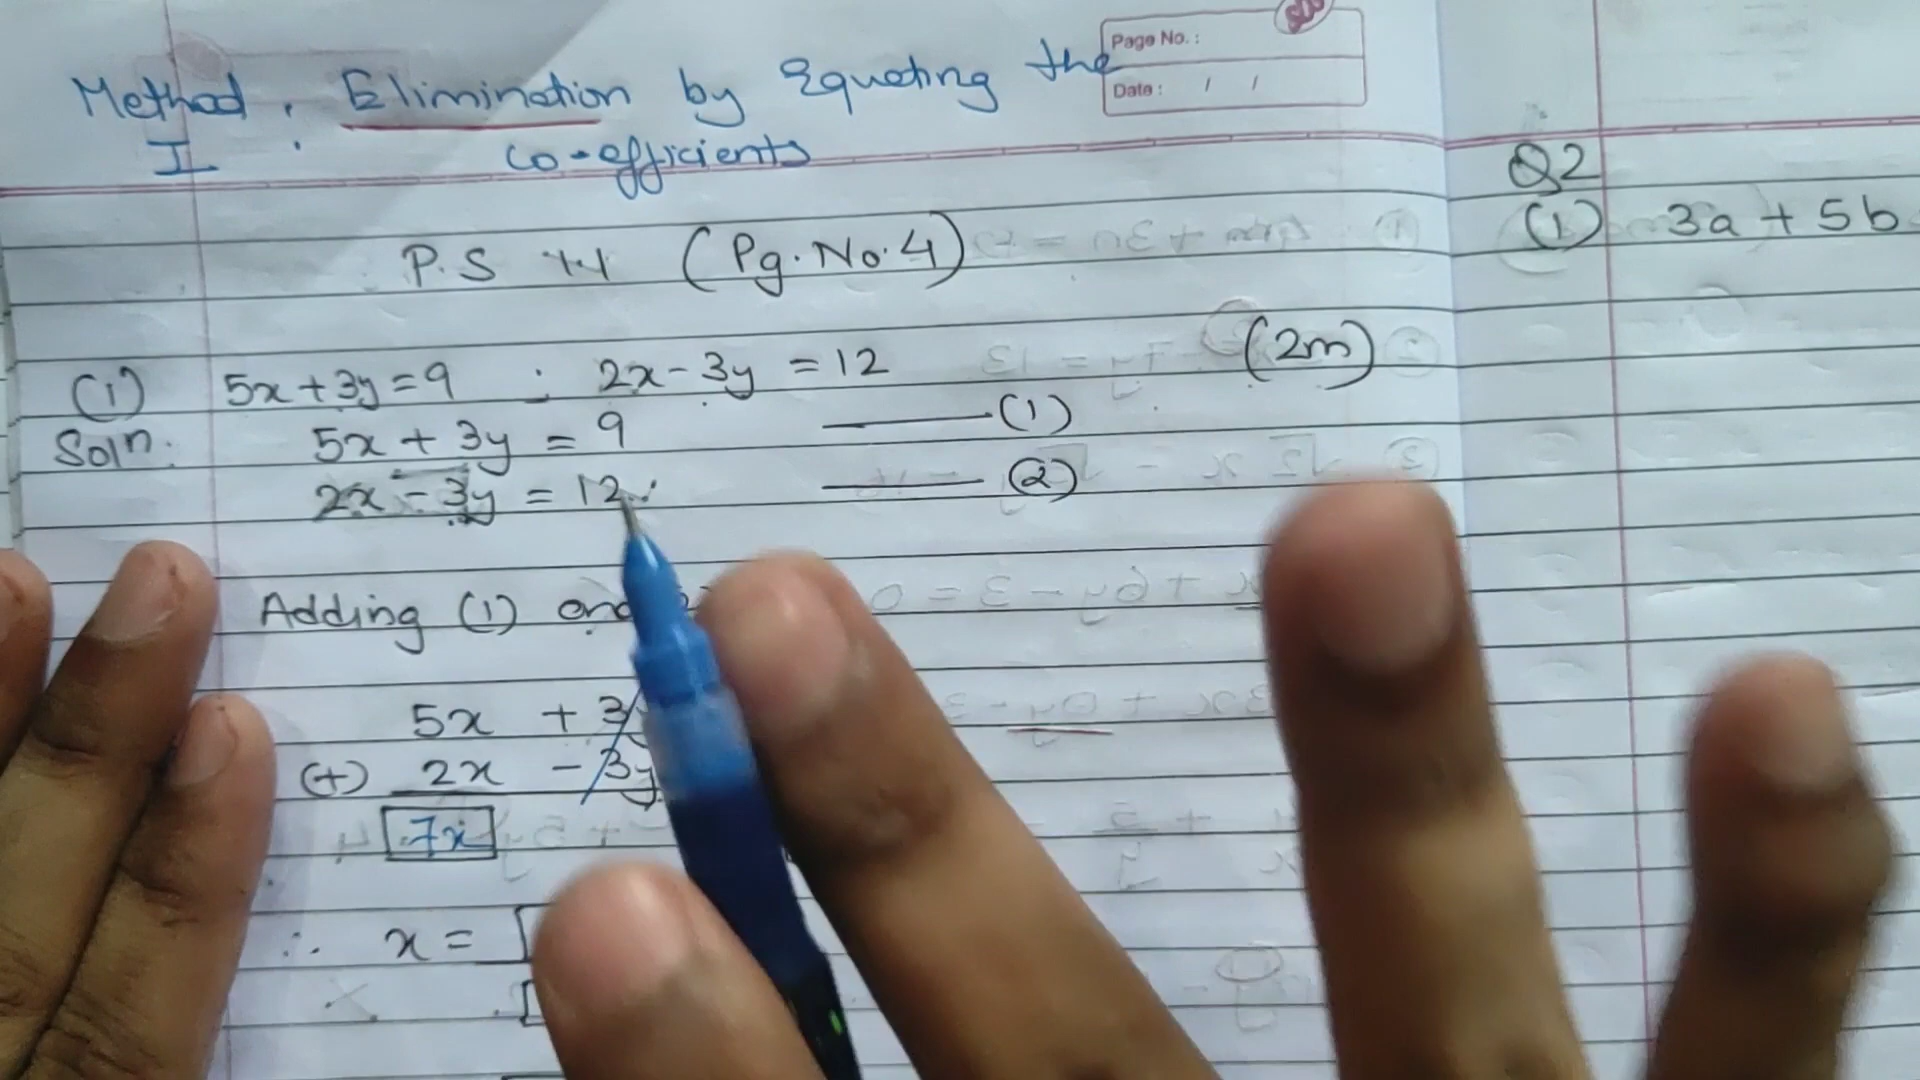 Page No. :
Date : / /
Method I : Elimination by Equating the
co-efficients
P.S 1.1 (Pg. No. 4)
(1) 5x + 3y = 9 ; 2x - 3y = 12 (2m)
Soln. 5x + 3y = 9 —— (1)
2x - 3y = 12 —— (2)
Adding (1) and
5x + 3y
(+) 2x - 3y
7x
∴ x =
Q2
(1) 3a + 5b